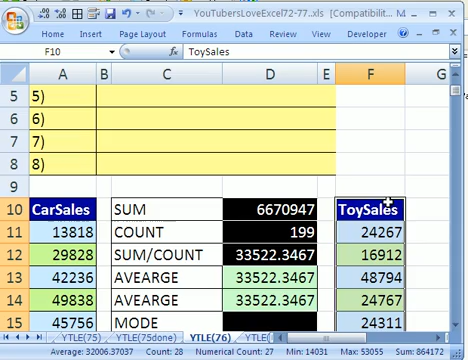 YouTubersLoveExcel72-77...xls [Compatibilit...
Home Insert Page Layout Formulas Data Review View Developer
F10 ToySales
A B C D E F G
5 5)
6 6)
7 7)
8 8)
9
10 CarSales SUM 6670947 ToySales
11 13818 COUNT 199 24267
12 29828 SUM/COUNT 33522.3467 16912
13 42236 AVEARGE 33522.3467 48794
14 49838 AVEARGE 33522.3467 24767
15 45756 MODE 24311
YTLE(75) YTLE(75done) YTLE(76) YTLE(
Average: 32006.37037 Count: 28 Numerical Count: 27 Min: 14031 Max: 53055 Sum: 864172